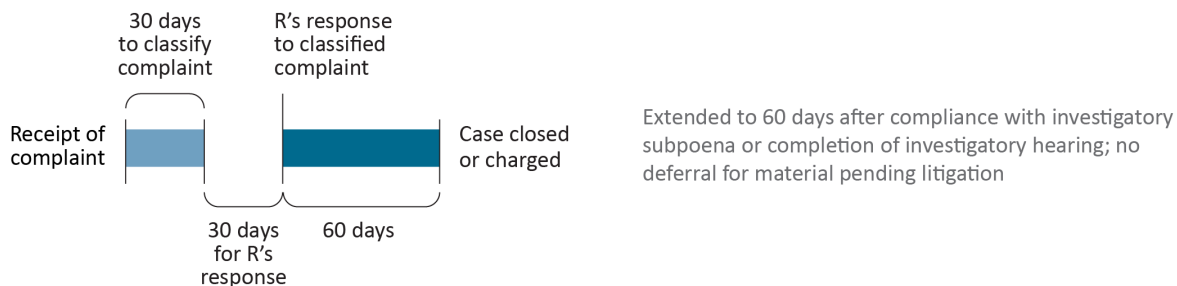 30 days
to classify
complaint
R’s response
to classified
complaint
Receipt of
complaint
Case closed
or charged
30 days
for R’s
response
60 days
Extended to 60 days after compliance with investigatory
subpoena or completion of investigatory hearing; no
deferral for material pending litigation